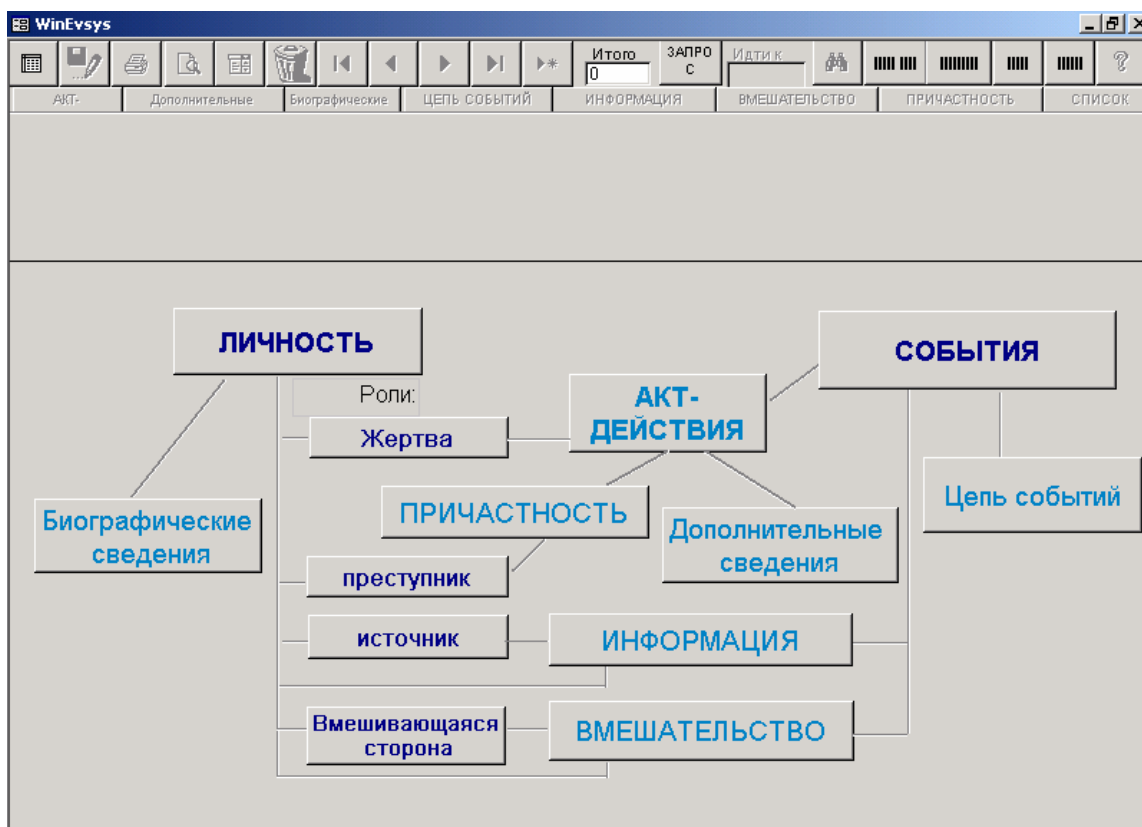 WinEvsys
Итого
0
ЗАПРО
С
Идти к
АКТ-
Дополнительные
Биографические
ЦЕПЬ СОБЫТИЙ
ИНФОРМАЦИЯ
ВМЕШАТЕЛЬСТВО
ПРИЧАСТНОСТЬ
СПИСОК
ЛИЧНОСТЬ
СОБЫТИЯ
Роли:
АКТ-
ДЕЙСТВИЯ
Жертва
ПРИЧАСТНОСТЬ
Цепь событий
Биографические
сведения
Дополнительные
сведения
преступник
источник
ИНФОРМАЦИЯ
Вмешивающаяся
сторона
ВМЕШАТЕЛЬСТВО